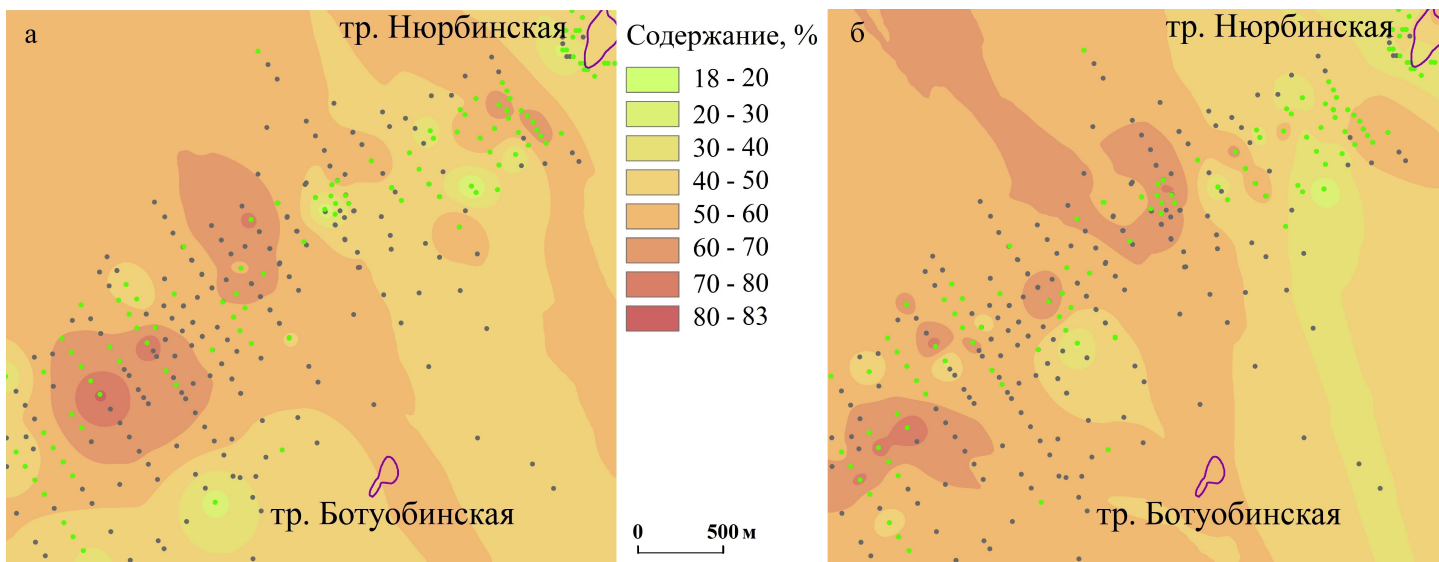 а
тр. Нюрбинская
тр. Ботуобинская
Содержание, %
18 - 20
20 - 30
30 - 40
40 - 50
50 - 60
60 - 70
70 - 80
80 - 83
0 500 м
б
тр. Нюрбинская
тр. Ботуобинская